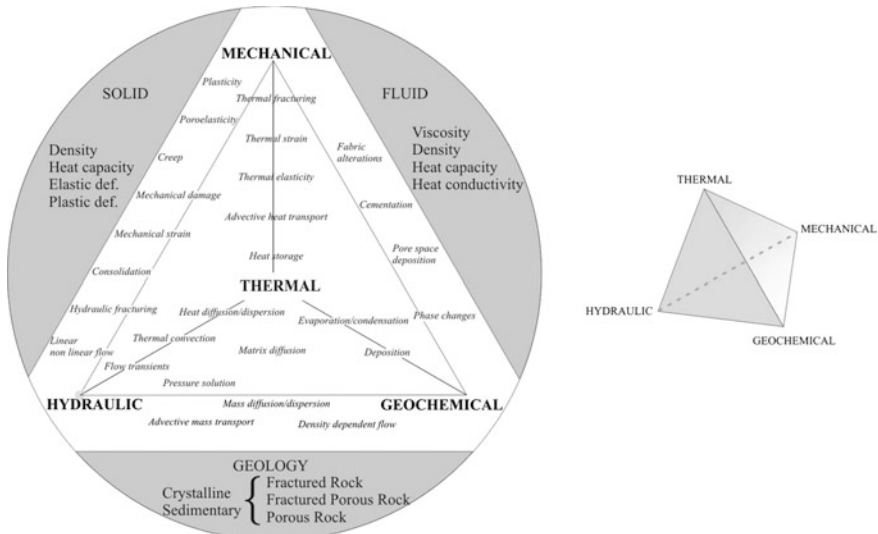 MECHANICAL
SOLID
FLUID
Plasticity
Thermal fracturing
Poroelasticity
Thermal strain
Viscosity
Density
Heat capacity
Heat conductivity
Density
Heat capacity
Elastic def.
Plastic def.
Fabric
alterations
Creep
Thermal elasticity
Mechanical damage
Cementation
Advective heat transport
Mechanical strain
Pore space
deposition
Heat storage
Consolidation
THERMAL
Hydraulic fracturing
Heat diffusion/dispersion
Evaporation/condensation
Phase changes
Linear
non linear flow
Thermal convection
Matrix diffusion
Deposition
Flow transients
Pressure solution
HYDRAULIC
Mass diffusion/dispersion
GEOCHEMICAL
Advective mass transport
Density dependent flow
GEOLOGY
Crystalline
Sedimentary
Fractured Rock
Fractured Porous Rock
Porous Rock
THERMAL
MECHANICAL
HYDRAULIC
GEOCHEMICAL